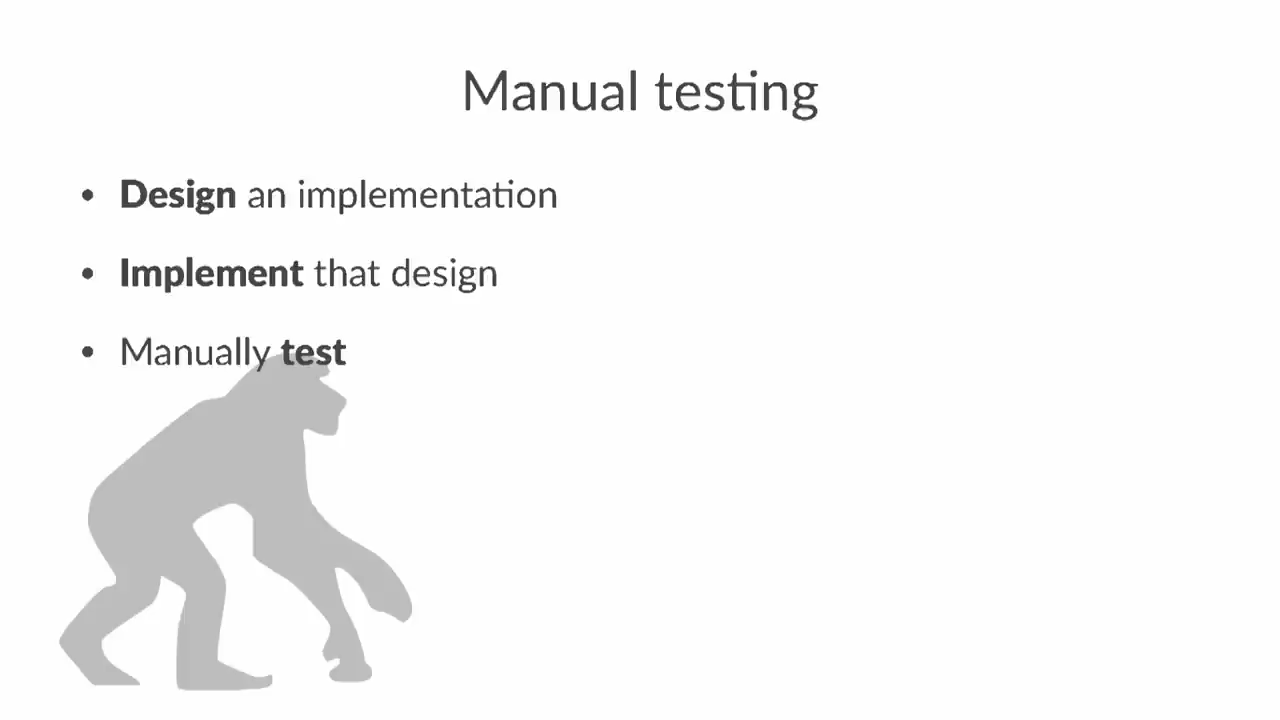 Manual testing
• Design an implementation
• Implement that design
• Manually test